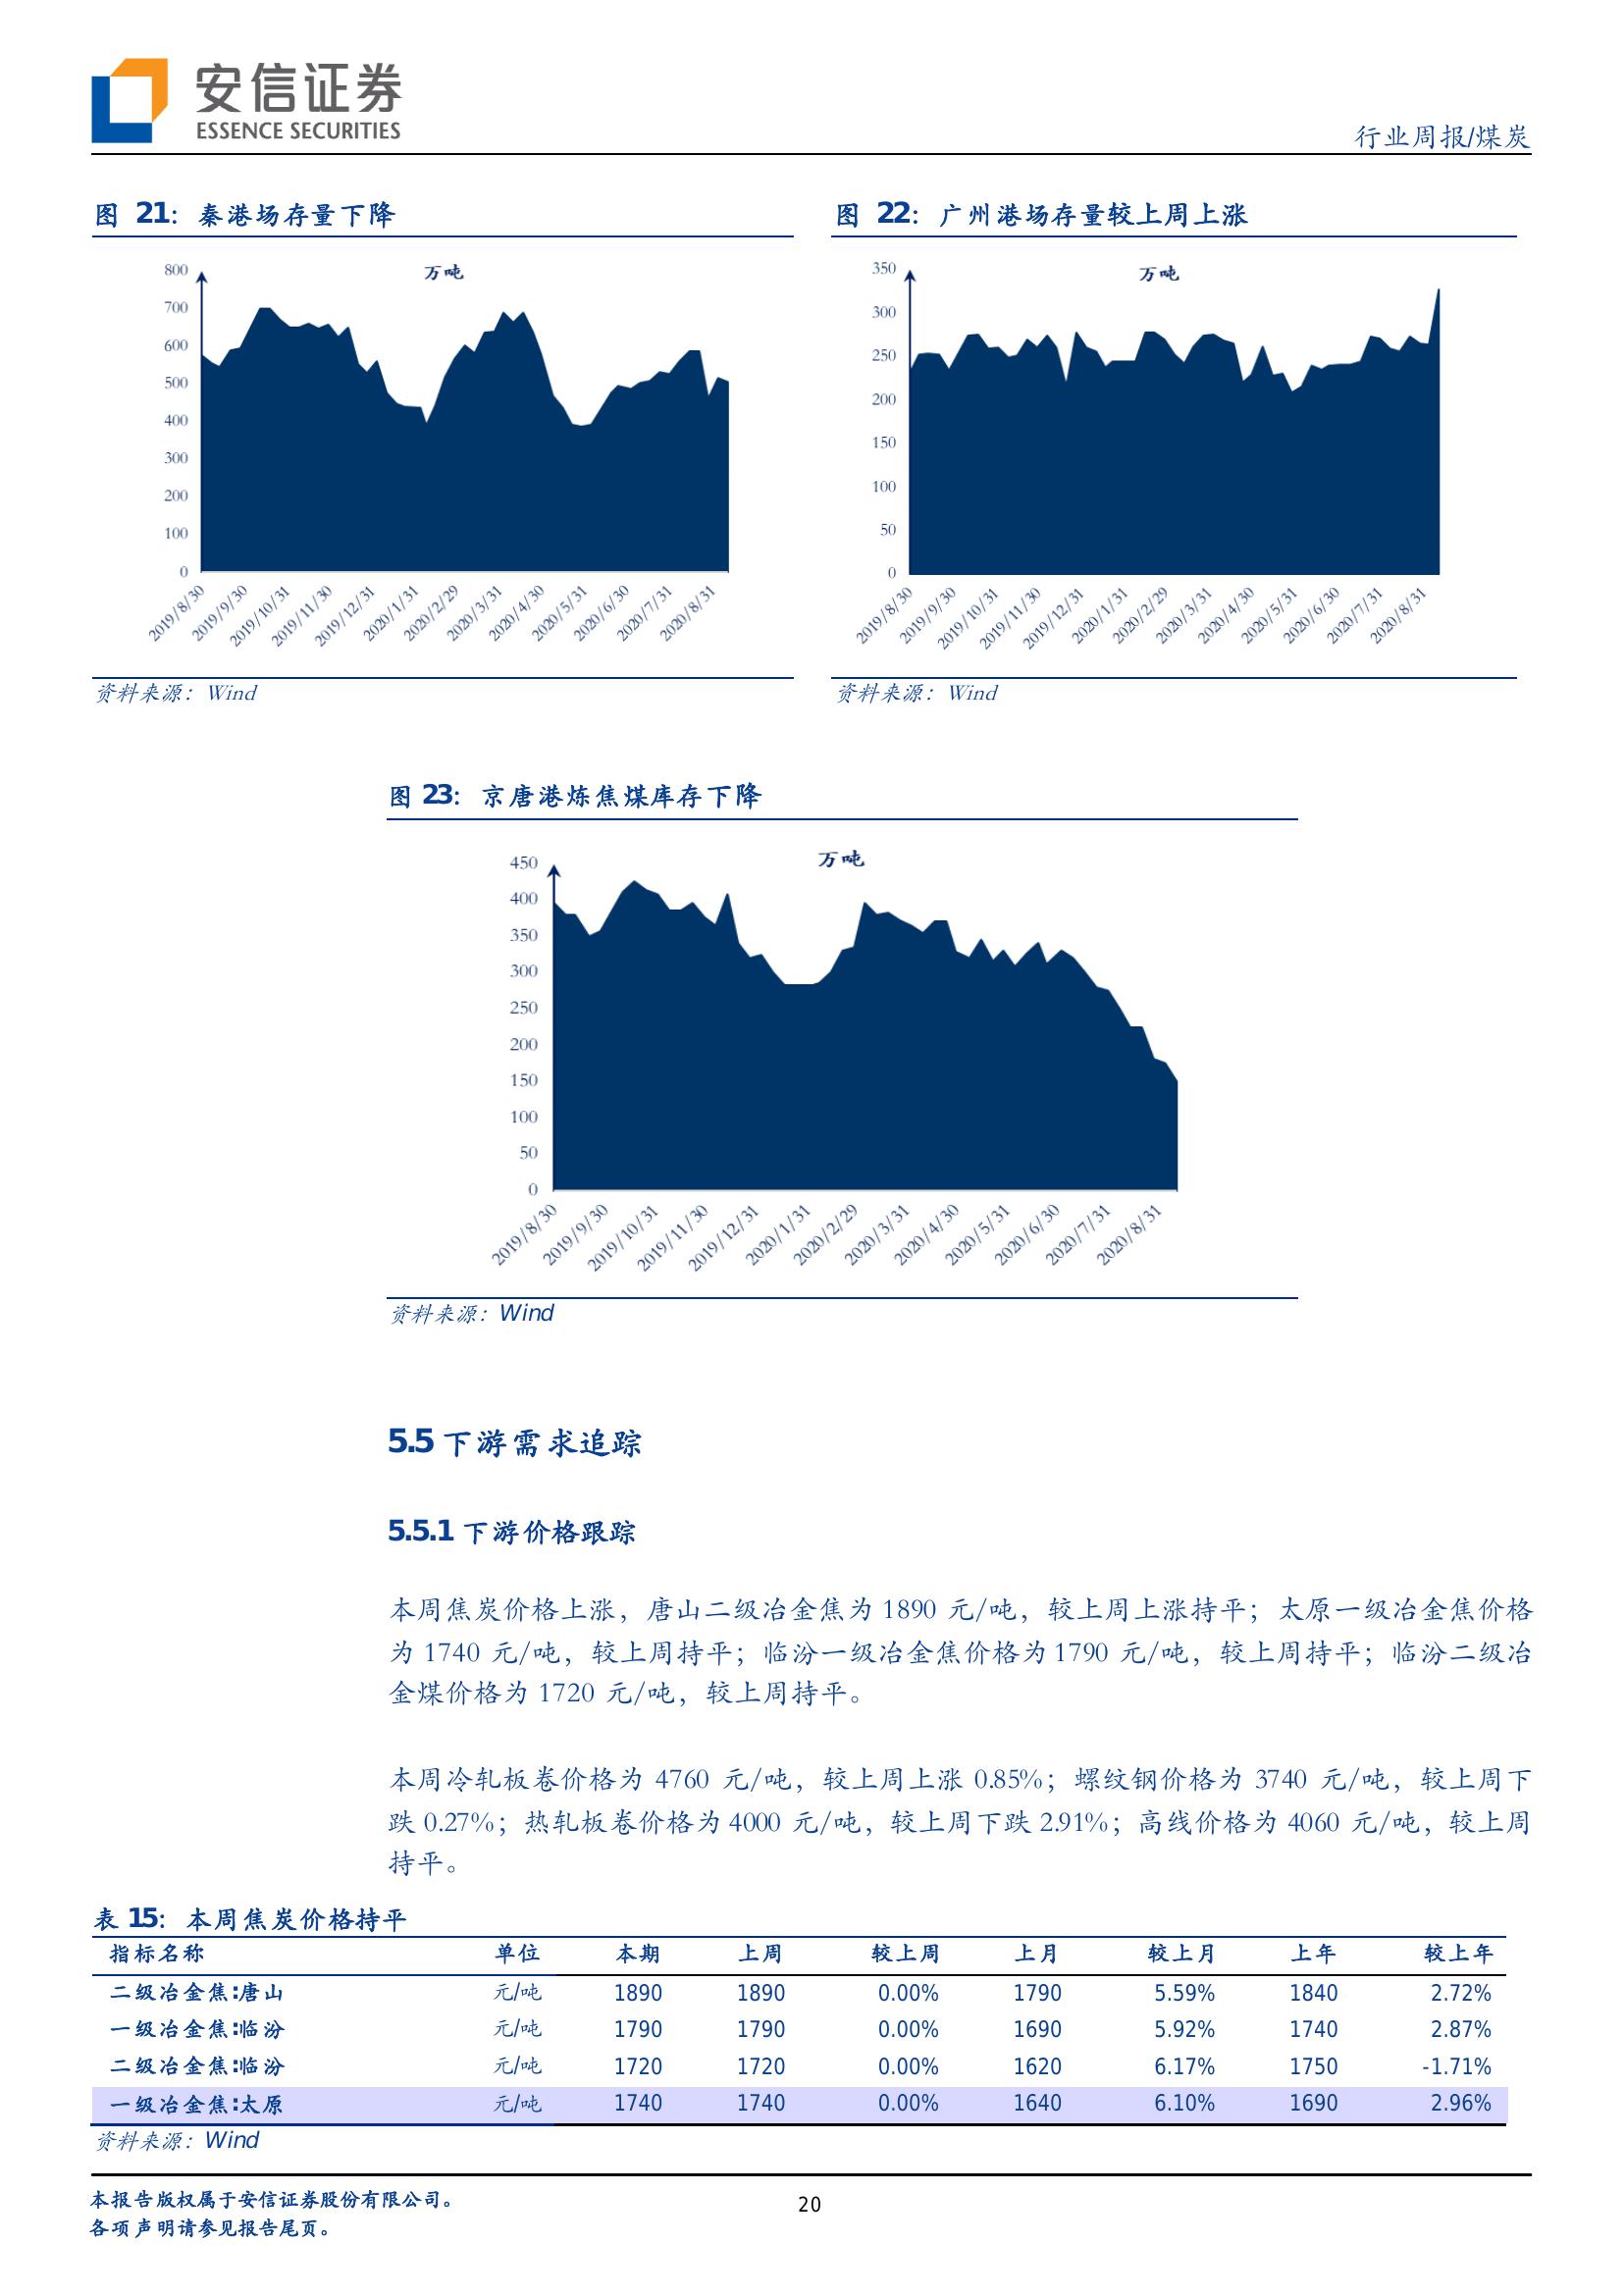 安信证券
ESSENCE SECURITIES
行业周报/煤炭
图 21：秦港场存量下降
万吨
800
700
600
500
400
300
200
100
0
2019/8/30
2019/9/30
2019/10/31
2019/11/30
2019/12/31
2020/1/31
2020/2/29
2020/3/31
2020/4/30
2020/5/31
2020/6/30
2020/7/31
2020/8/31
资料来源：Wind
图 22：广州港场存量较上周上涨
万吨
350
300
250
200
150
100
50
0
2019/8/30
2019/9/30
2019/10/31
2019/11/30
2019/12/31
2020/1/31
2020/2/29
2020/3/31
2020/4/30
2020/5/31
2020/6/30
2020/7/31
2020/8/31
资料来源：Wind
图 23：京唐港炼焦煤库存下降
万吨
450
400
350
300
250
200
150
100
50
0
2019/8/30
2019/9/30
2019/10/31
2019/11/30
2019/12/31
2020/1/31
2020/2/29
2020/3/31
2020/4/30
2020/5/31
2020/6/30
2020/7/31
2020/8/31
资料来源：Wind
5.5 下游需求追踪
5.5.1 下游价格跟踪
本周焦炭价格上涨，唐山二级冶金焦为 1890 元/吨，较上周上涨持平；太原一级冶金焦价格
为 1740 元/吨，较上周持平；临汾一级冶金焦价格为 1790 元/吨，较上周持平；临汾二级冶
金煤价格为 1720 元/吨，较上周持平。
本周冷轧板卷价格为 4760 元/吨，较上周上涨 0.85%；螺纹钢价格为 3740 元/吨，较上周下
跌 0.27%；热轧板卷价格为 4000 元/吨，较上周下跌 2.91%；高线价格为 4060 元/吨，较上周
持平。
表 15：本周焦炭价格持平
指标名称 单位 本期 上周 较上周 上月 较上月 上年 较上年
二级冶金焦:唐山 元/吨 1890 1890 0.00% 1790 5.59% 1840 2.72%
一级冶金焦:临汾 元/吨 1790 1790 0.00% 1690 5.92% 1740 2.87%
二级冶金焦:临汾 元/吨 1720 1720 0.00% 1620 6.17% 1750 -1.71%
一级冶金焦:太原 元/吨 1740 1740 0.00% 1640 6.10% 1690 2.96%
资料来源：Wind
本报告版权属于安信证券股份有限公司。
各项声明请参见报告尾页。
20